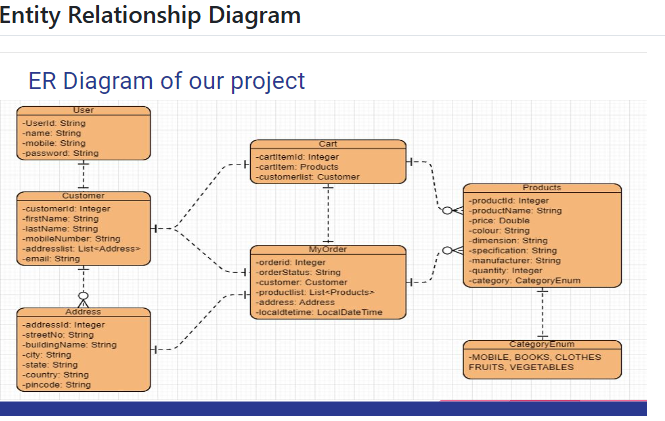 Entity Relationship Diagram
ER Diagram of our project
User
-UserId: String
-name: String
-mobile: String
-password: String
Customer
-customerId: Integer
-firstName: String
-lastName: String
-mobileNumber: String
-addresslist: List<Address>
-email: String
Address
-addressId: Integer
-streetNo: String
-buildingName: String
-city: String
-state: String
-country: String
-pincode: String
Cart
-cartItemId: Integer
-cartItem: Products
-customerlist: Customer
MyOrder
-orderid: Integer
-orderStatus: String
-customer: Customer
-productlist: List<Products>
-address: Address
-localdtetime: LocalDateTime
Products
-productId: Integer
-productName: String
-price: Double
-colour: String
-dimension: String
-specification: String
-manufacturer: String
-quantity: Integer
-category: CategoryEnum
CategoryEnum
-MOBILE, BOOKS, CLOTHES
FRUITS, VEGETABLES